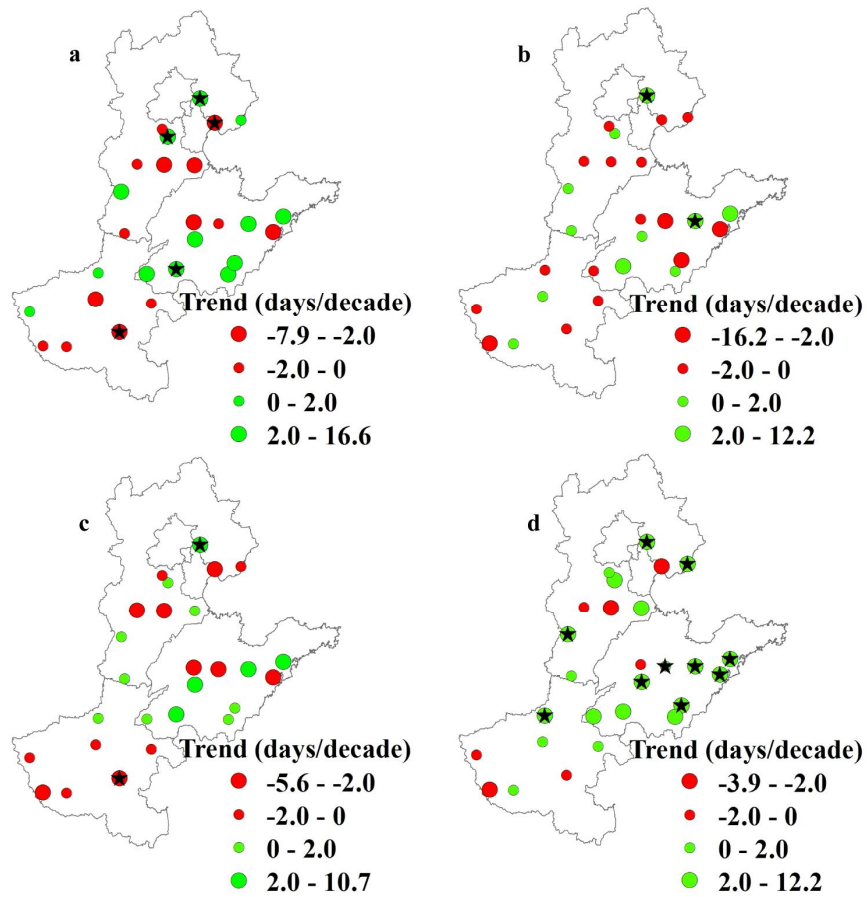 a
Trend (days/decade)
-7.9 - -2.0
-2.0 - 0
0 - 2.0
2.0 - 16.6
b
Trend (days/decade)
-16.2 - -2.0
-2.0 - 0
0 - 2.0
2.0 - 12.2
c
Trend (days/decade)
-5.6 - -2.0
-2.0 - 0
0 - 2.0
2.0 - 10.7
d
Trend (days/decade)
-3.9 - -2.0
-2.0 - 0
0 - 2.0
2.0 - 12.2